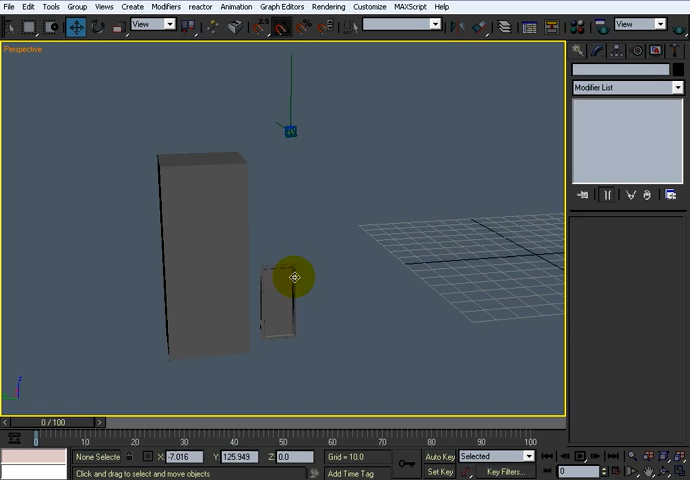 File Edit Tools Group Views Create Modifiers reactor Animation Graph Editors Rendering Customize MAXScript Help
View 2.5 View
Perspective
Modifier List
z
0 / 100
0 10 20 30 40 50 60 70 80 90 100
None Selecte X: -7.016 Y: 125.949 Z: 0.0 Grid = 10.0 Auto Key Selected
Click and drag to select and move objects Add Time Tag Set Key Key Filters... 0